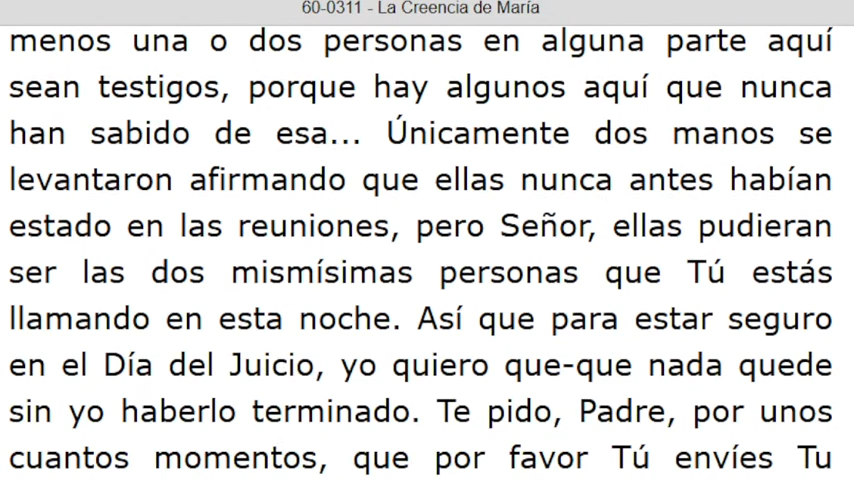 60-0311 - La Creencia de María
menos una o dos personas en alguna parte aquí
sean testigos, porque hay algunos aquí que nunca
han sabido de esa... Únicamente dos manos se
levantaron afirmando que ellas nunca antes habían
estado en las reuniones, pero Señor, ellas pudieran
ser las dos mismísimas personas que Tú estás
llamando en esta noche. Así que para estar seguro
en el Día del Juicio, yo quiero que-que nada quede
sin yo haberlo terminado. Te pido, Padre, por unos
cuantos momentos, que por favor Tú envíes Tu